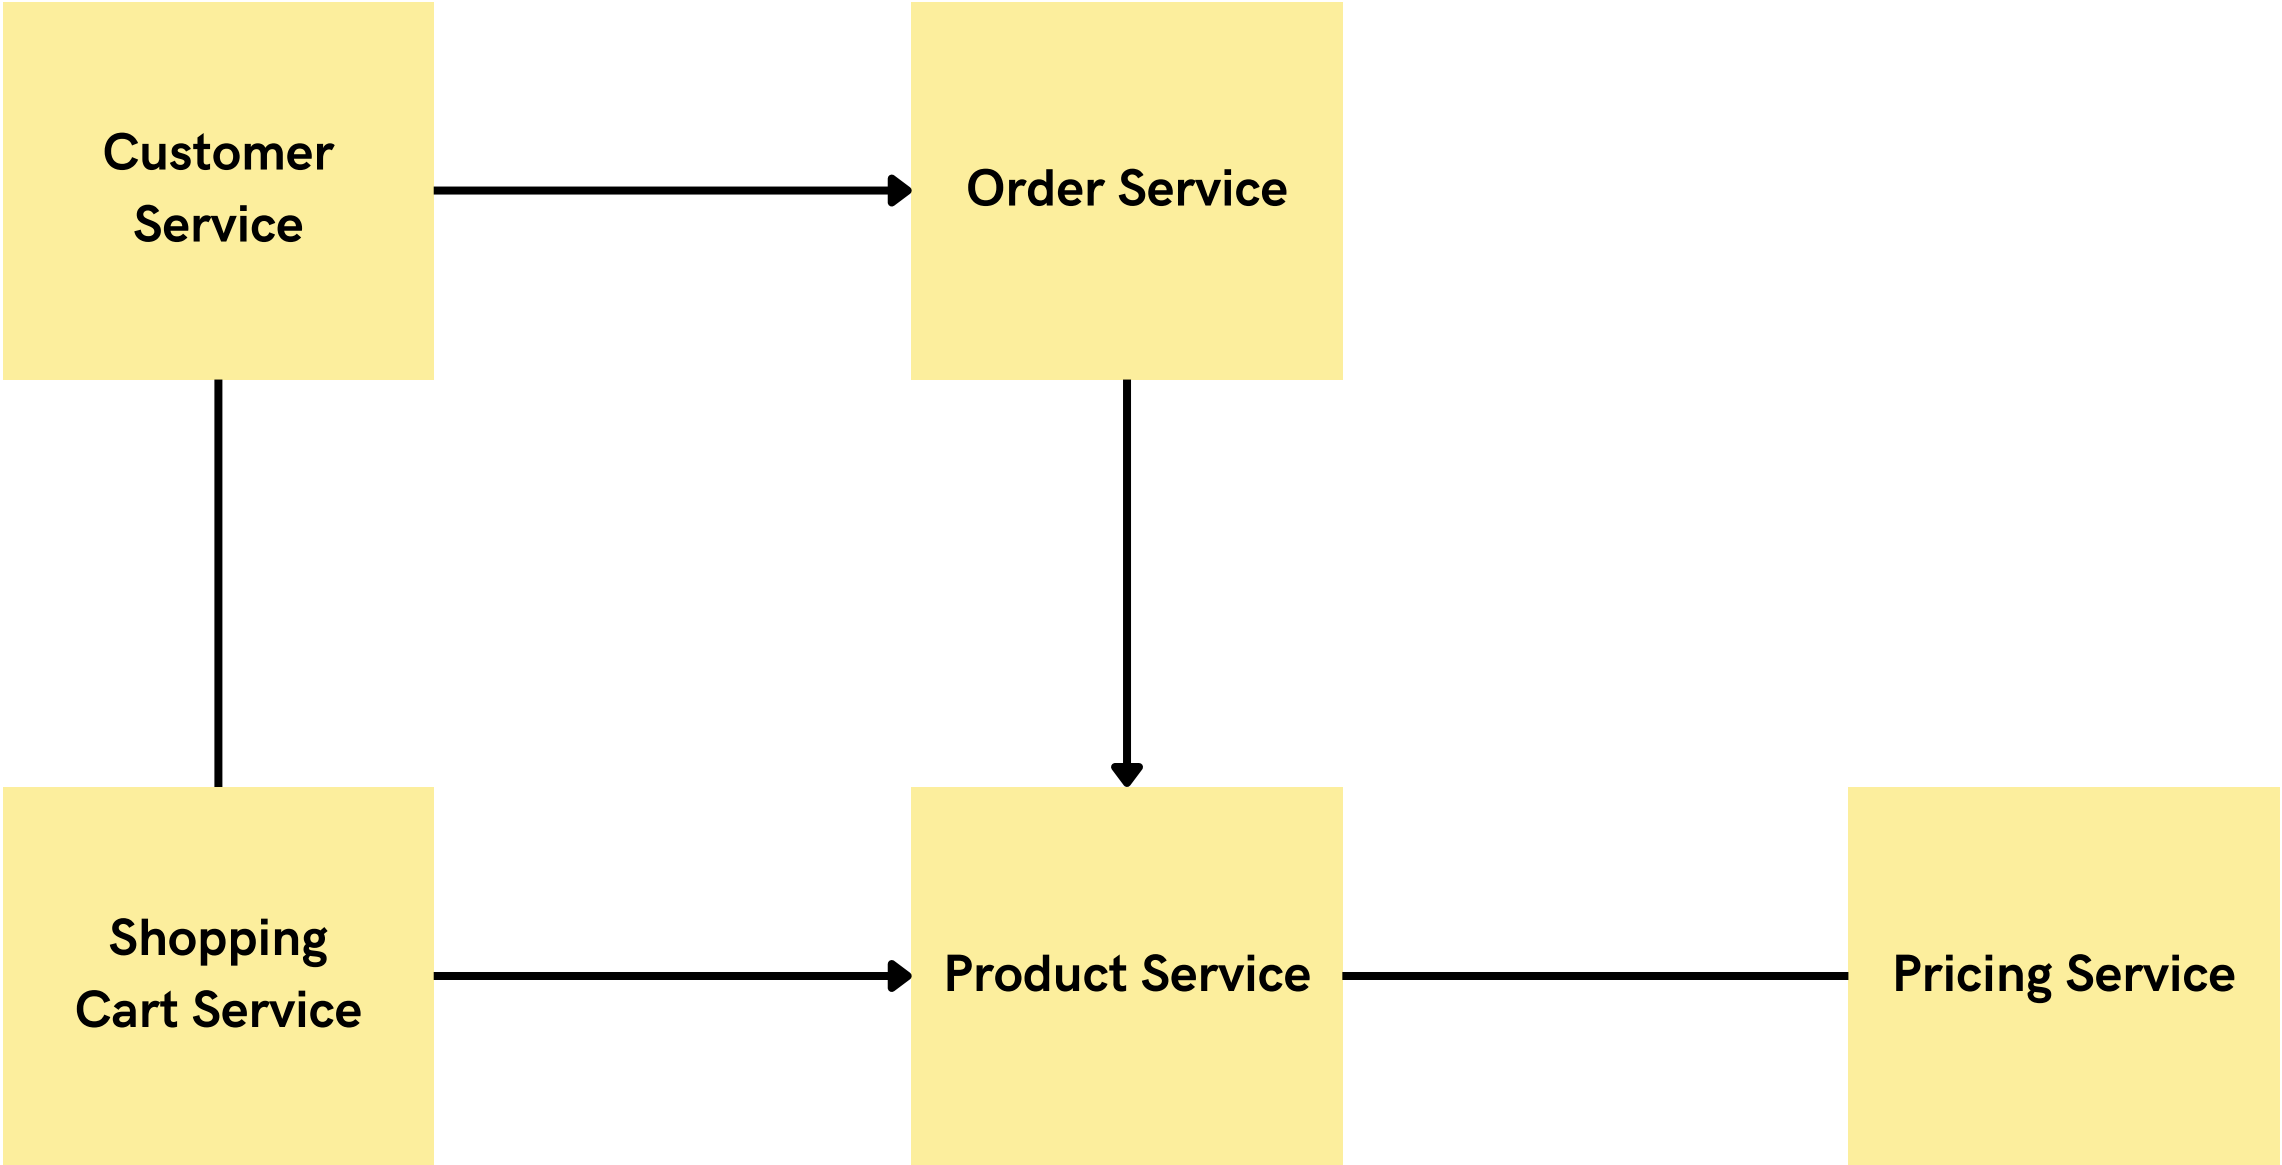 Customer
Service
Order Service
Shopping
Cart Service
Product Service
Pricing Service